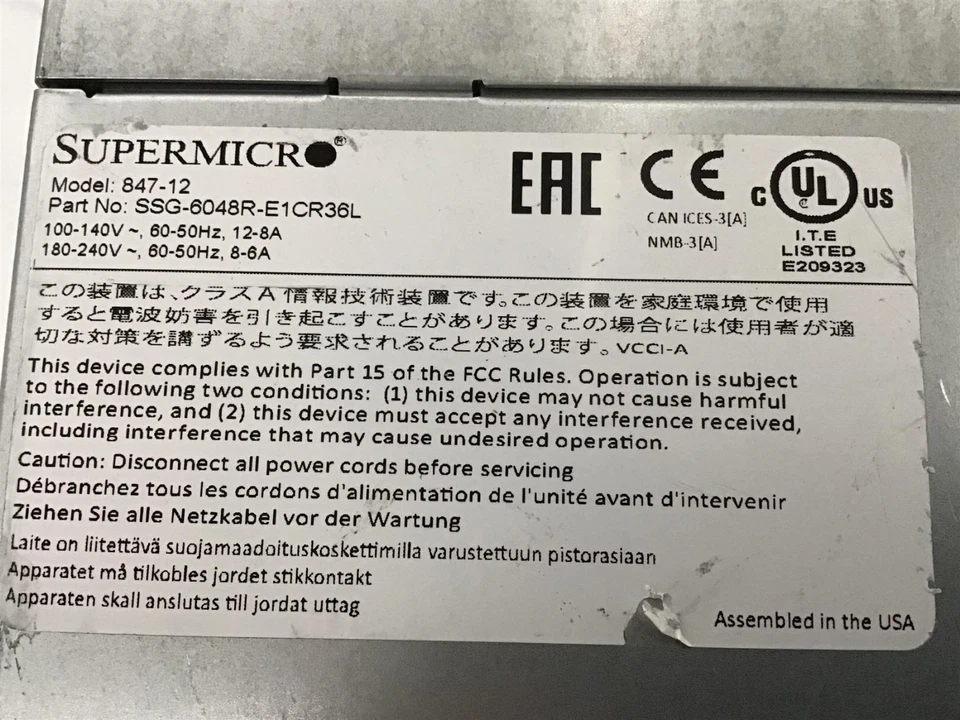 SUPERMICRO®
Model: 847-12
Part No: SSG-6048R-E1CR36L
100-140V ~, 60-50Hz, 12-8A
180-240V ~, 60-50Hz, 8-6A
EAC
CE
CAN ICES-3[A]
NMB-3[A]
C UL US
I.T.E
LISTED
E209323
この装置は、クラスA情報技術装置です。この装置を家庭環境で使用
すると電波妨害を引き起こすことがあります。この場合には使用者が適
切な対策を講ずるよう要求されることがあります。VCCI-A
This device complies with Part 15 of the FCC Rules. Operation is subject
to the following two conditions: (1) this device may not cause harmful
interference, and (2) this device must accept any interference received,
including interference that may cause undesired operation.
Caution: Disconnect all power cords before servicing
Débranchez tous les cordons d'alimentation de l'unité avant d'intervenir
Ziehen Sie alle Netzkabel vor der Wartung
Laite on liitettävä suojamaadoituskoskettimilla varustettuun pistorasiaan
Apparatet må tilkobles jordet stikkontakt
Apparaten skall anslutas till jordat uttag
Assembled in the USA